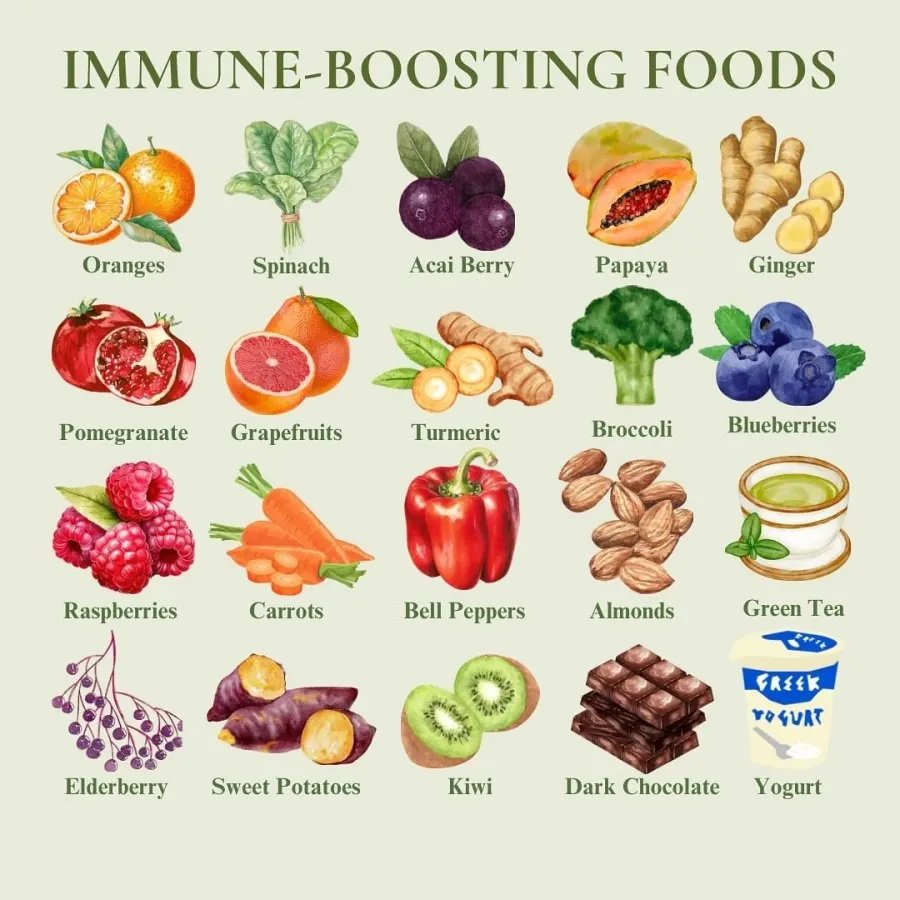 IMMUNE-BOOSTING FOODS
Oranges
Spinach
Acai Berry
Papaya
Ginger
Pomegranate
Grapefruits
Turmeric
Broccoli
Blueberries
Raspberries
Carrots
Bell Peppers
Almonds
Green Tea
GREEK
YOGURT
Elderberry
Sweet Potatoes
Kiwi
Dark Chocolate
Yogurt